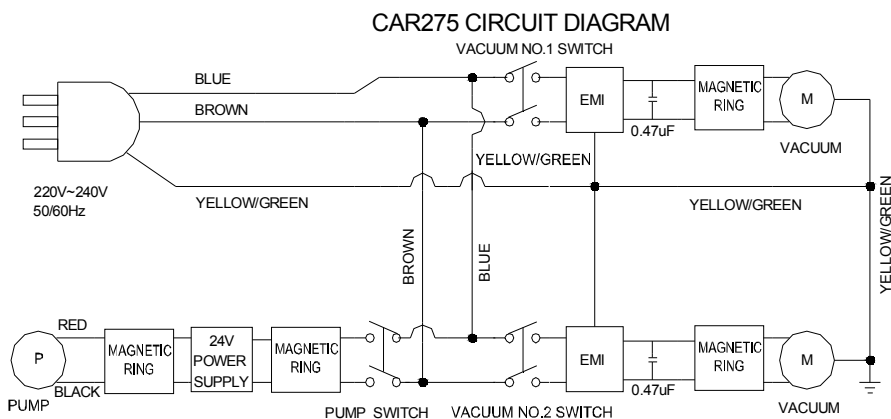 CAR275 CIRCUIT DIAGRAM
VACUUM NO.1 SWITCH
BLUE
BROWN
EMI
0.47uF
MAGNETIC
RING
M
VACUUM
YELLOW/GREEN
220V~240V
50/60Hz
YELLOW/GREEN
YELLOW/GREEN
YELLOW/GREEN
BROWN
BLUE
RED
P
BLACK
PUMP
MAGNETIC
RING
24V
POWER
SUPPLY
MAGNETIC
RING
PUMP SWITCH
VACUUM NO.2 SWITCH
EMI
0.47uF
MAGNETIC
RING
M
VACUUM